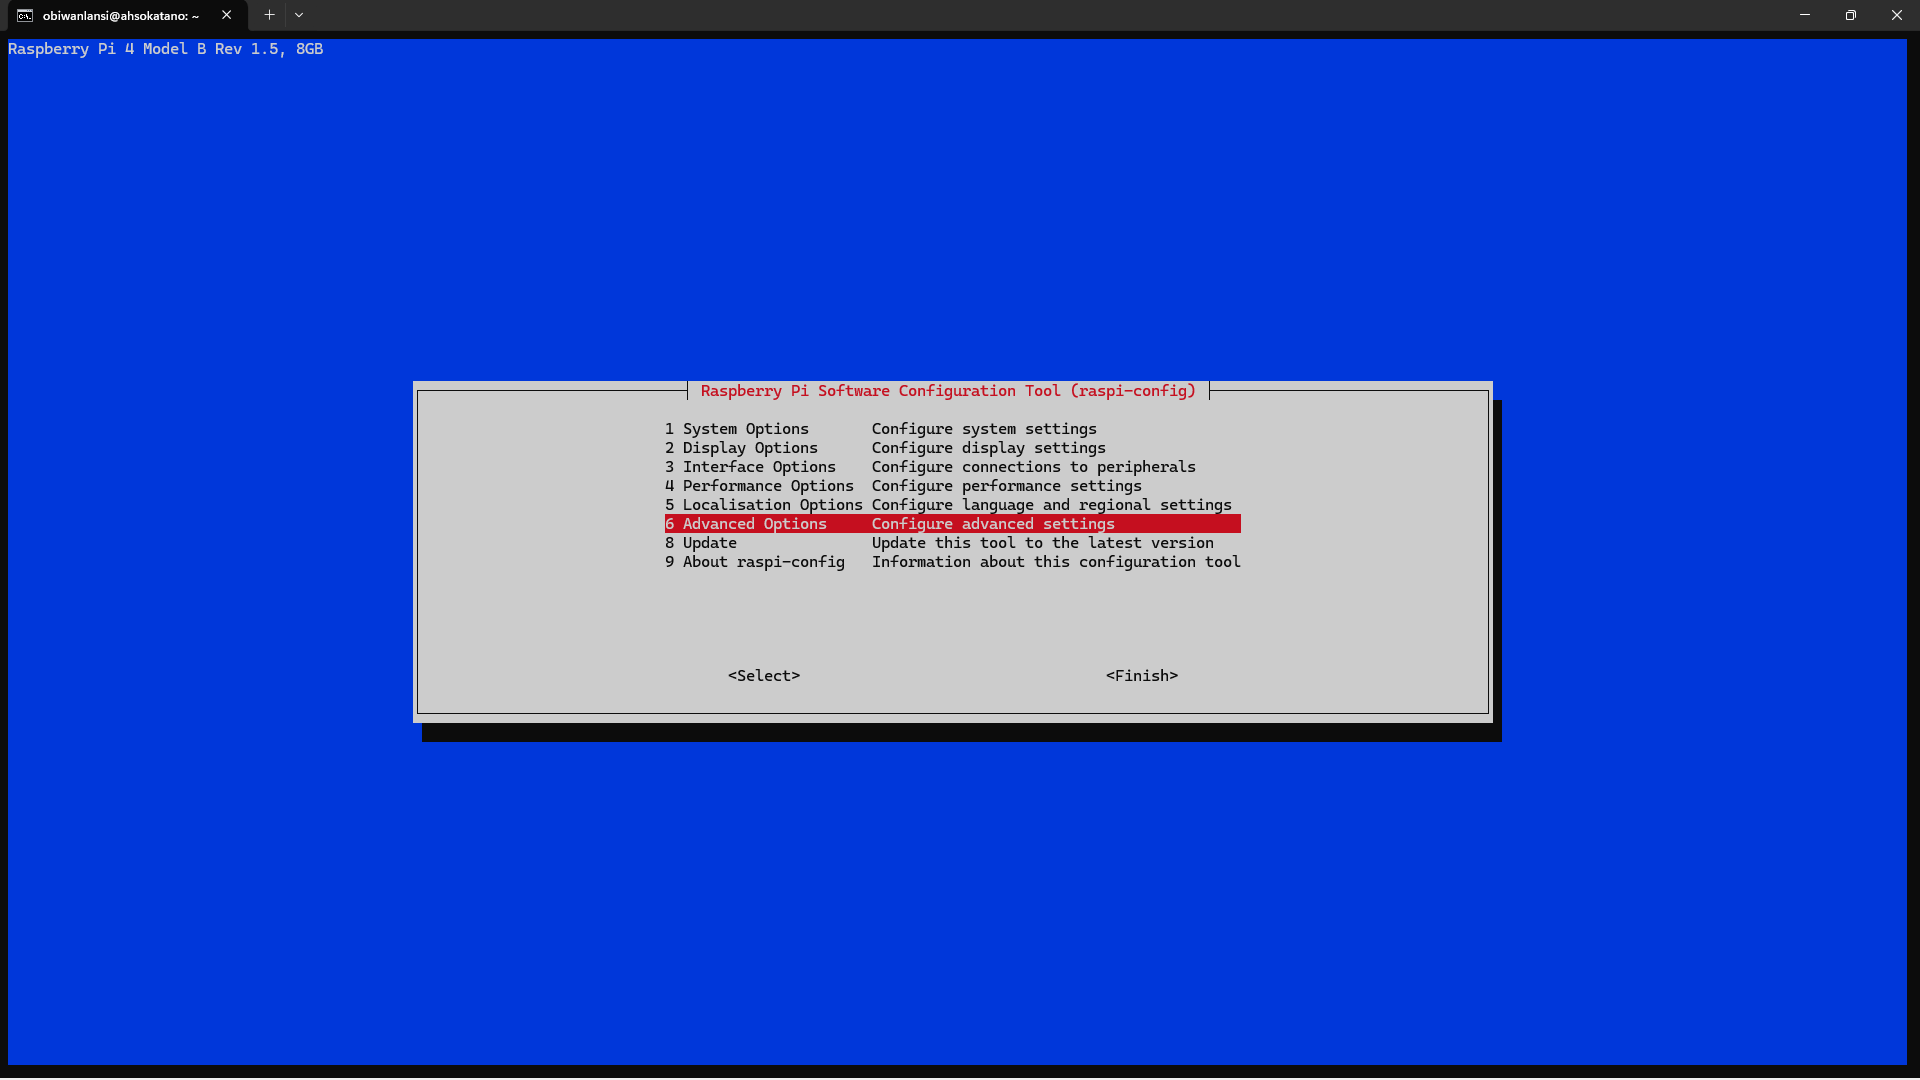 obiwanlansi@ahsokatano: ~
Raspberry Pi 4 Model B Rev 1.5, 8GB
Raspberry Pi Software Configuration Tool (raspi-config)
1 System Options Configure system settings
2 Display Options Configure display settings
3 Interface Options Configure connections to peripherals
4 Performance Options Configure performance settings
5 Localisation Options Configure language and regional settings
6 Advanced Options Configure advanced settings
8 Update Update this tool to the latest version
9 About raspi-config Information about this configuration tool
<Select> <Finish>